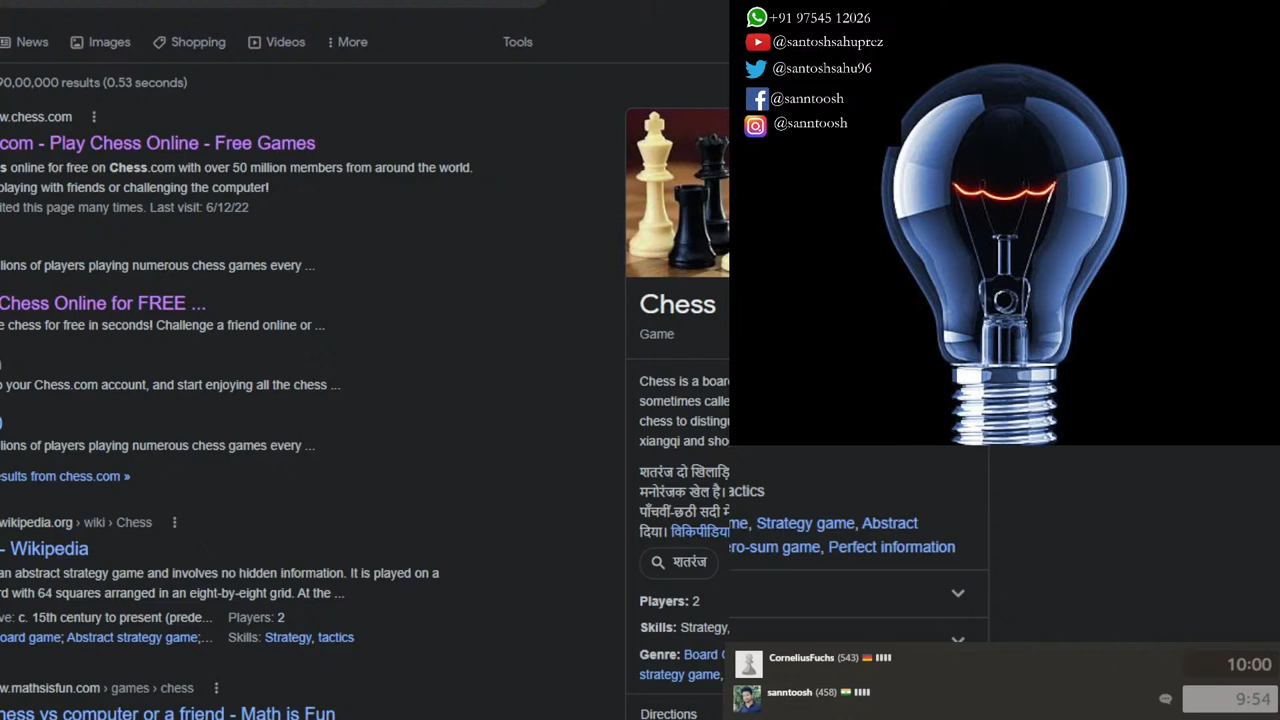 News
Images
Shopping
Videos
More
Tools
90,00,000 results (0.53 seconds)
w.chess.com
com - Play Chess Online - Free Games
s online for free on Chess.com with over 50 million members from around the world.
playing with friends or challenging the computer!
ited this page many times. Last visit: 6/12/22
lions of players playing numerous chess games every ...
Chess Online for FREE ...
e chess for free in seconds! Challenge a friend online or ...
o your Chess.com account, and start enjoying all the chess ...
lions of players playing numerous chess games every ...
esults from chess.com »
wikipedia.org › wiki › Chess
- Wikipedia
an abstract strategy game and involves no hidden information. It is played on a
rd with 64 squares arranged in an eight-by-eight grid. At the ...
ve: c. 15th century to present (prede... Players: 2
oard game; Abstract strategy game;... Skills: Strategy, tactics
w.mathsisfun.com › games › chess
hess vs computer or a friend - Math is Fun
Chess
Game
Chess is a boa
sometimes calle
chess to disting
xiangqi and sho
शतरंज दो खिलाड़ि
मनोरंजक खेल है।
पाँचवीं-छठी सदी मे
दिया। विकिपीडिया
शतरंज
Players: 2
Skills: Strategy,
Genre: Board
strategy game,
Directions
actics
me, Strategy game, Abstract
ero-sum game, Perfect information
+91 97545 12026
@santoshsahuprcz
@santoshsahu96
@sanntoosh
@sanntoosh
CorneliusFuchs (543)
10:00
sanntoosh (458)
9:54